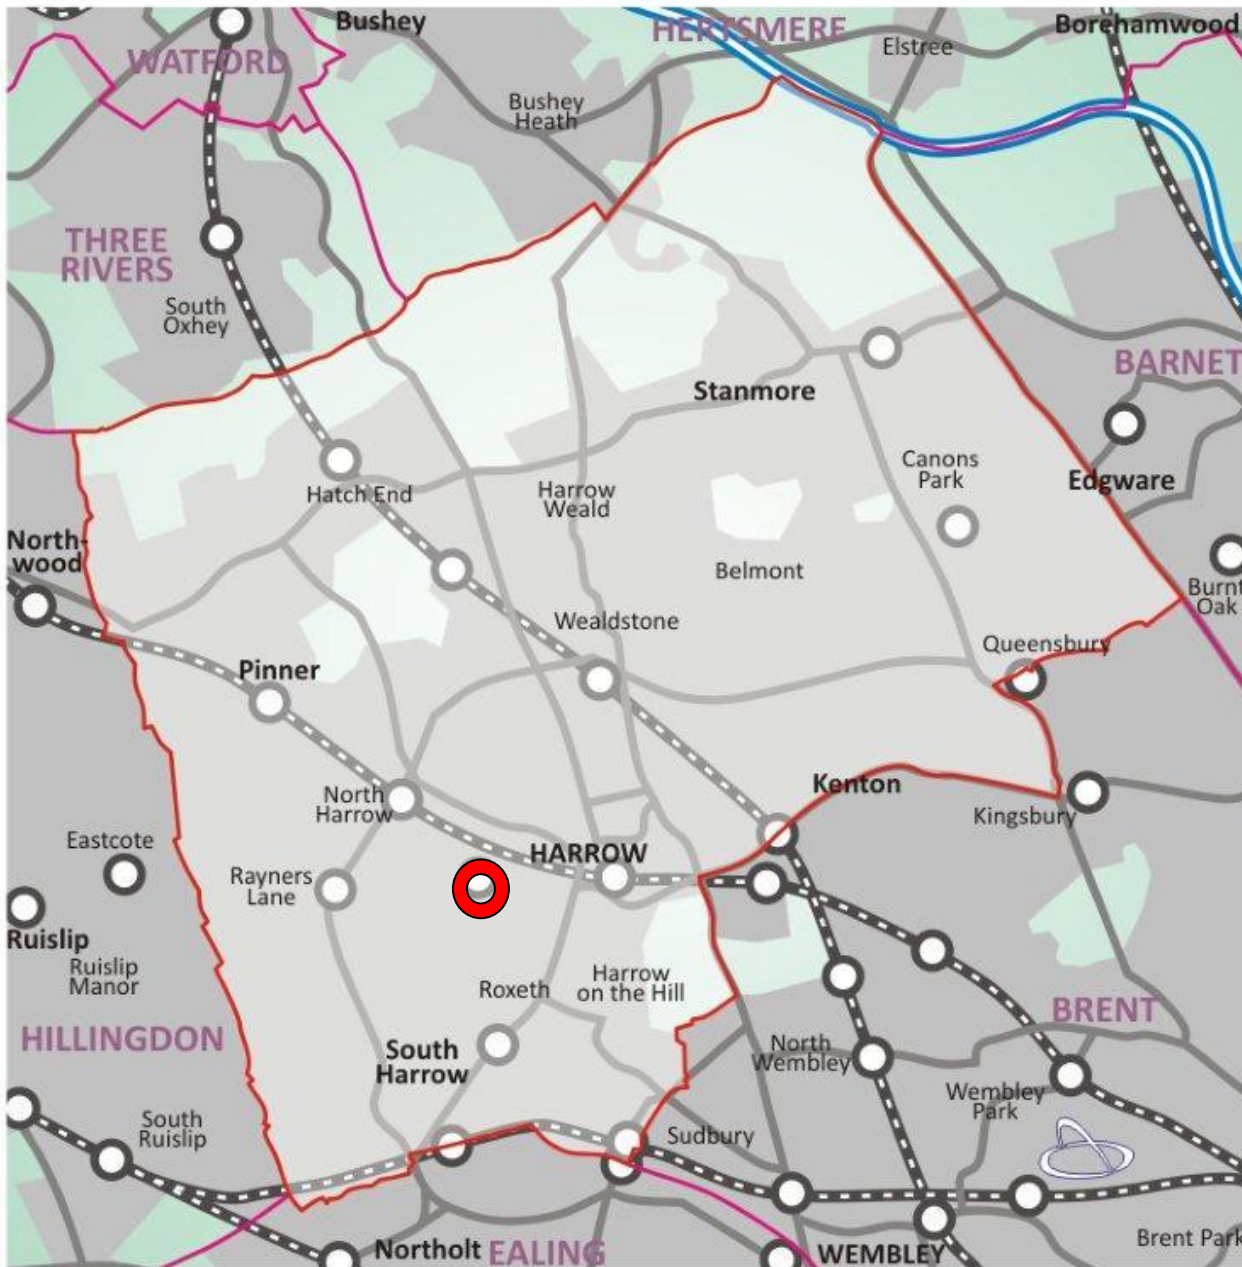 Bushey
HERTSMERE
Borehamwood
WATFORD
Elstree
Bushey
Heath
THREE
RIVERS
South
Oxhey
BARNET
Stanmore
Canons
Park
Edgware
Hatch End
Harrow
Weald
North-
wood
Belmont
Burnt
Oak
Wealdstone
Queensbury
Pinner
North
Harrow
Kenton
Kingsbury
Eastcote
HARROW
Rayners
Lane
Ruislip
Ruislip
Manor
Roxeth
Harrow
on the Hill
BRENT
HILLINGDON
South
Harrow
North
Wembley
Wembley
Park
South
Ruislip
Sudbury
Brent Park
Northolt
EALING
WEMBLEY